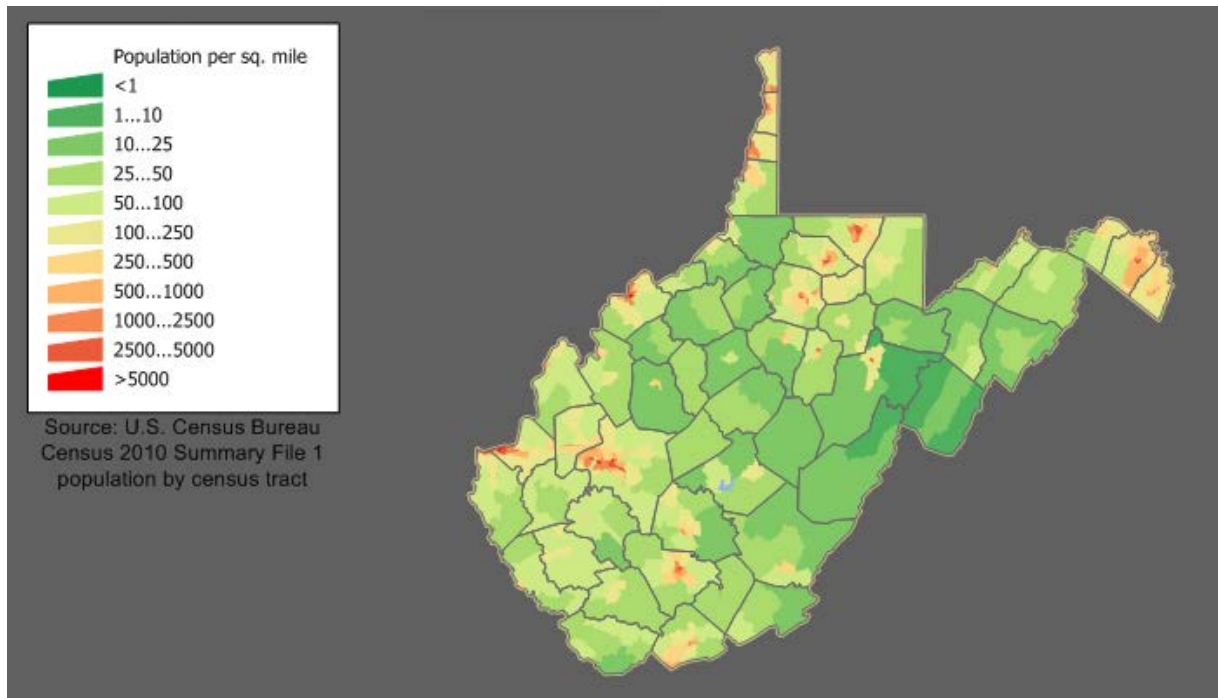 Population per sq. mile
<1
1...10
10...25
25...50
50...100
100...250
250...500
500...1000
1000...2500
2500...5000
>5000
Source: U.S. Census Bureau
Census 2010 Summary File 1
population by census tract